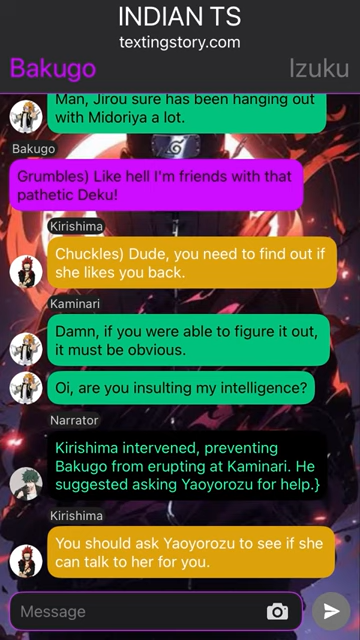 INDIAN TS
textingstory.com
Bakugo
Izuku
Man, Jirou sure has been hanging out
with Midoriya a lot.
Bakugo
Grumbles) Like hell I'm friends with that
pathetic Deku!
Kirishima
Chuckles) Dude, you need to find out if
she likes you back.
Kaminari
Damn, if you were able to figure it out,
it must be obvious.
Oi, are you insulting my intelligence?
Narrator
Kirishima intervened, preventing
Bakugo from erupting at Kaminari. He
suggested asking Yaoyorozu for help.}
Kirishima
You should ask Yaoyorozu to see if she
can talk to her for you.
Message